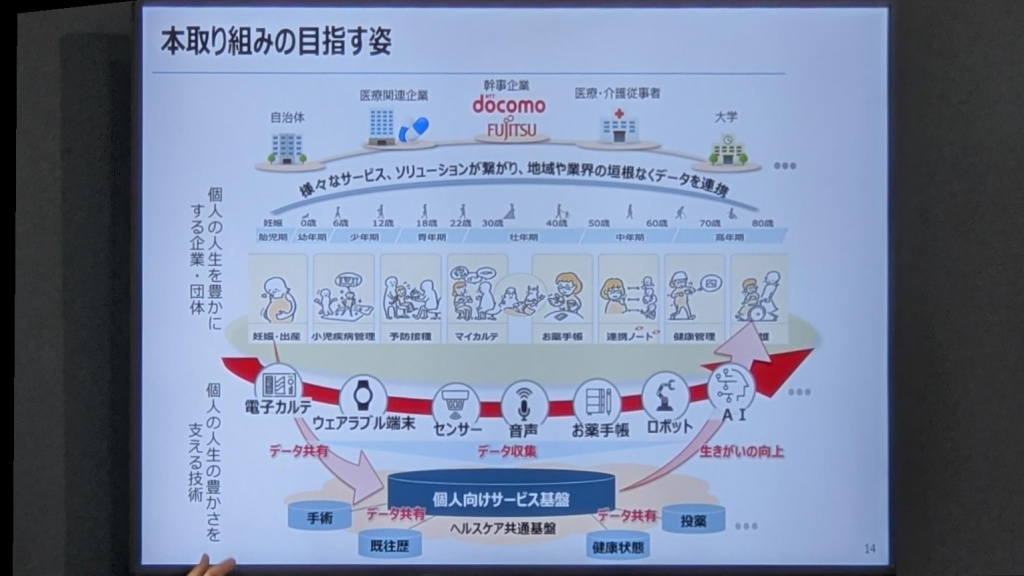 本取り組みの目指す姿
幹事企業
NTT
döcomo
FUJITSU
医療関連企業
医療・介護従事者
自治体
大学
様々なサービス、ソリューションが繋がり、地域や業界の垣根なくデータを連携
個人の人生を豊かに
する企業・団体
妊娠 0歳 6歳 12歳 18歳 22歳 30歳 40歳 50歳 60歳 70歳 80歳
胎児期 幼年期 少年期 青年期 壮年期 中年期 高年期
妊娠・出産 小児疾病管理 予防接種 マイカルテ お薬手帳 連携ノート 健康管理
個人の人生の豊かさを
支える技術
電子カルテ ウェアラブル端末 センサー 音声 お薬手帳 ロボット AI
データ共有 データ収集 生きがいの向上
個人向けサービス基盤
手術 データ共有 ヘルスケア共通基盤 データ共有 投薬
既往歴 健康状態
14